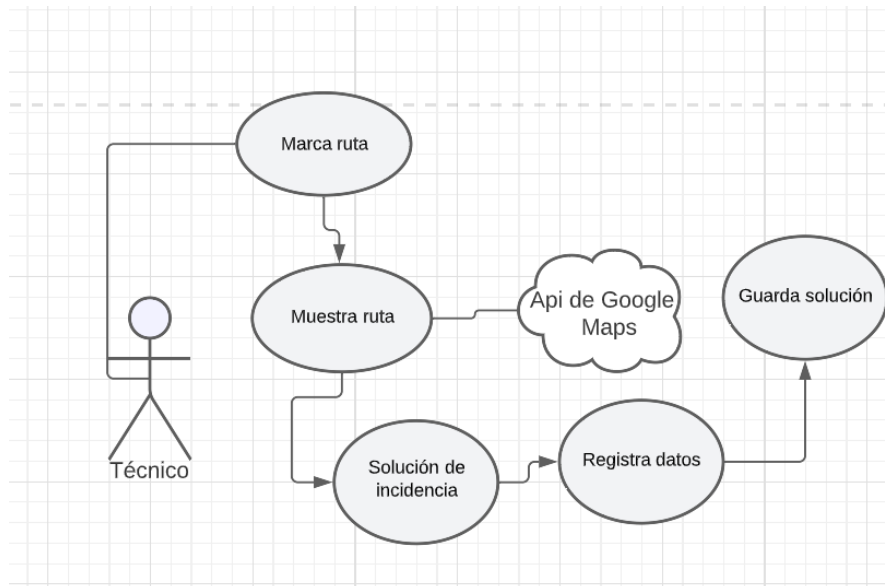 Marca ruta
Muestra ruta
Api de Google
Maps
Guarda solución
Técnico
Solución de
incidencia
Registra datos